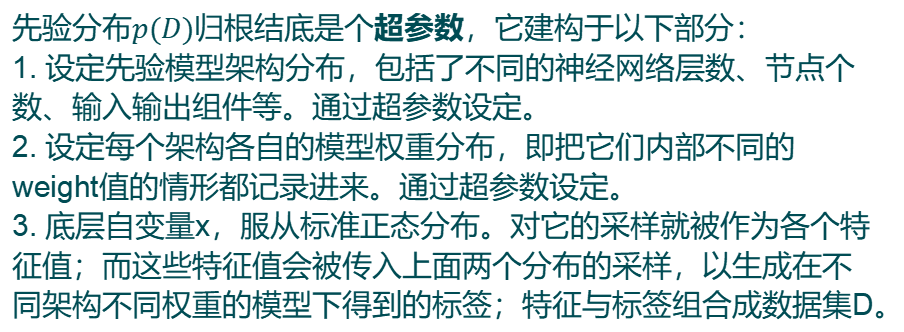 先验分布p(D)归根结底是个超参数，它建构于以下部分：
1. 设定先验模型架构分布，包括了不同的神经网络层数、节点个
数、输入输出组件等。通过超参数设定。
2. 设定每个架构各自的模型权重分布，即把它们内部不同的
weight值的情形都记录进来。通过超参数设定。
3. 底层自变量x，服从标准正态分布。对它的采样就被作为各个特
征值；而这些特征值会被传入上面两个分布的采样，以生成在不
同架构不同权重的模型下得到的标签；特征与标签组合成数据集D。